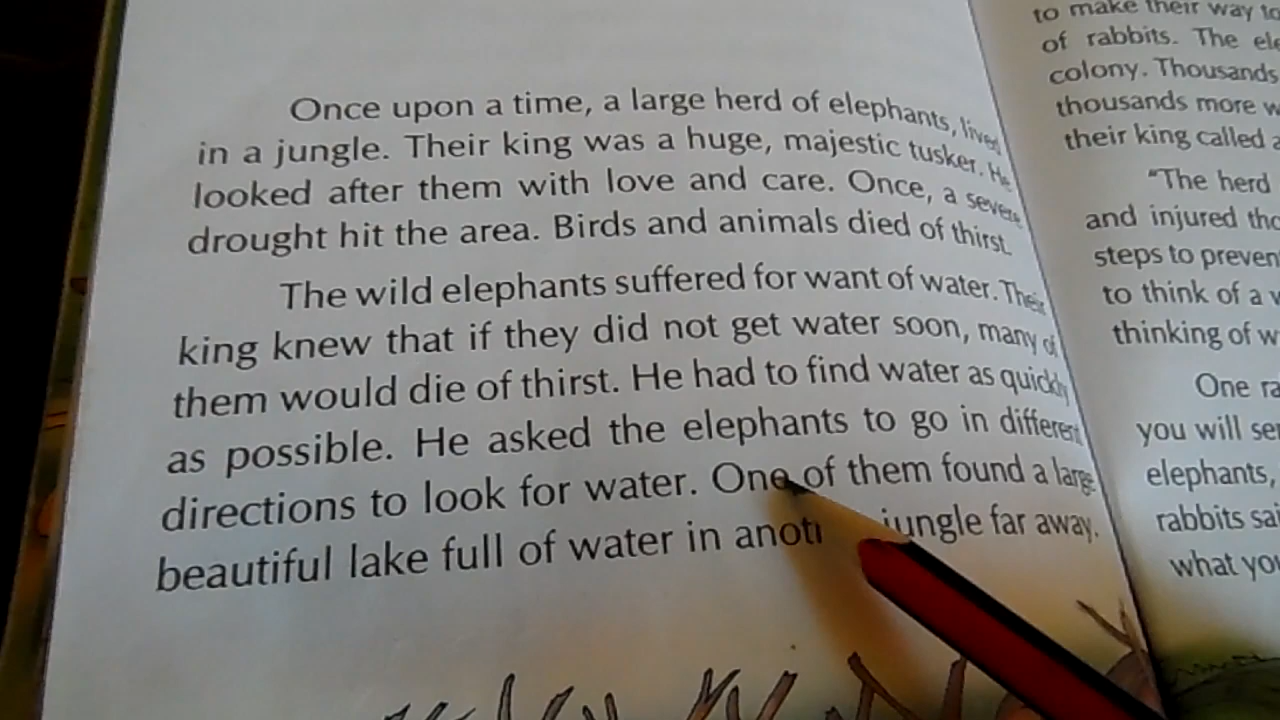 Once upon a time, a large herd of elephants, lived
in a jungle. Their king was a huge, majestic tusker. He
looked after them with love and care. Once, a severe
drought hit the area. Birds and animals died of thirst.
The wild elephants suffered for want of water. Their
king knew that if they did not get water soon, many of
them would die of thirst. He had to find water as quickly
as possible. He asked the elephants to go in different
directions to look for water. One of them found a large
beautiful lake full of water in jungle far away.
to make their way to
of rabbits. The
colony. Thousands
thousands more
their king called
"The herd
and injured
steps to
to think of a
thinking of
One
you will
elephants,
rabbits
what